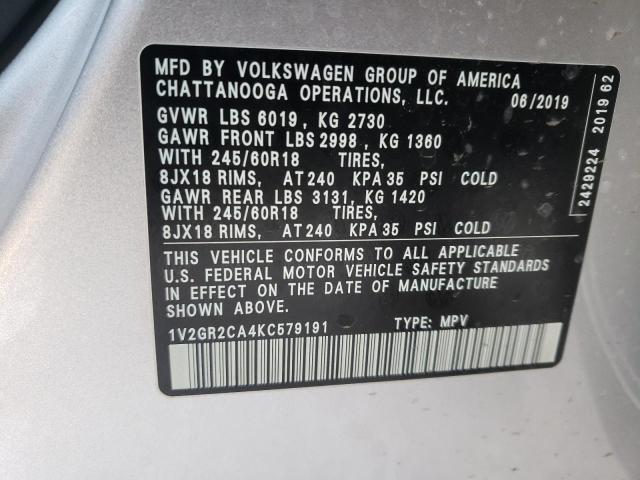 MFD BY VOLKSWAGEN GROUP OF AMERICA
CHATTANOOGA OPERATIONS, LLC. 06/2019
GVWR LBS 6019, KG 2730
GAWR FRONT LBS 2998, KG 1360
WITH 245/60R18 TIRES,
8JX18 RIMS, AT 240 KPA 35 PSI COLD
GAWR REAR LBS 3131, KG 1420
WITH 245/60R18 TIRES,
8JX18 RIMS, AT 240 KPA 35 PSI COLD
THIS VEHICLE CONFORMS TO ALL APPLICABLE
U.S. FEDERAL MOTOR VEHICLE SAFETY STANDARDS
IN EFFECT ON THE DATE OF MANUFACTURE
SHOWN ABOVE.
1V2GR2CA4KC579191 TYPE: MPV
2429224 2019 62